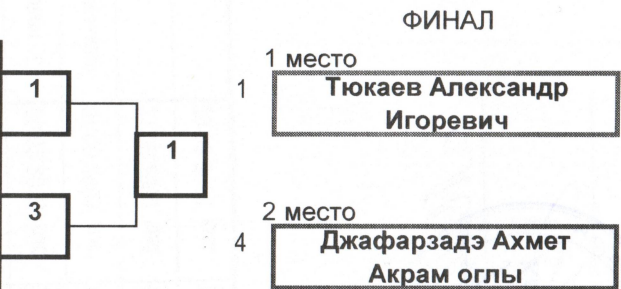 ФИНАЛ
1 место
1
1
Тюкаев Александр
Игоревич
1
3
2 место
4
Джафарзадэ Ахмет
Акрам оглы